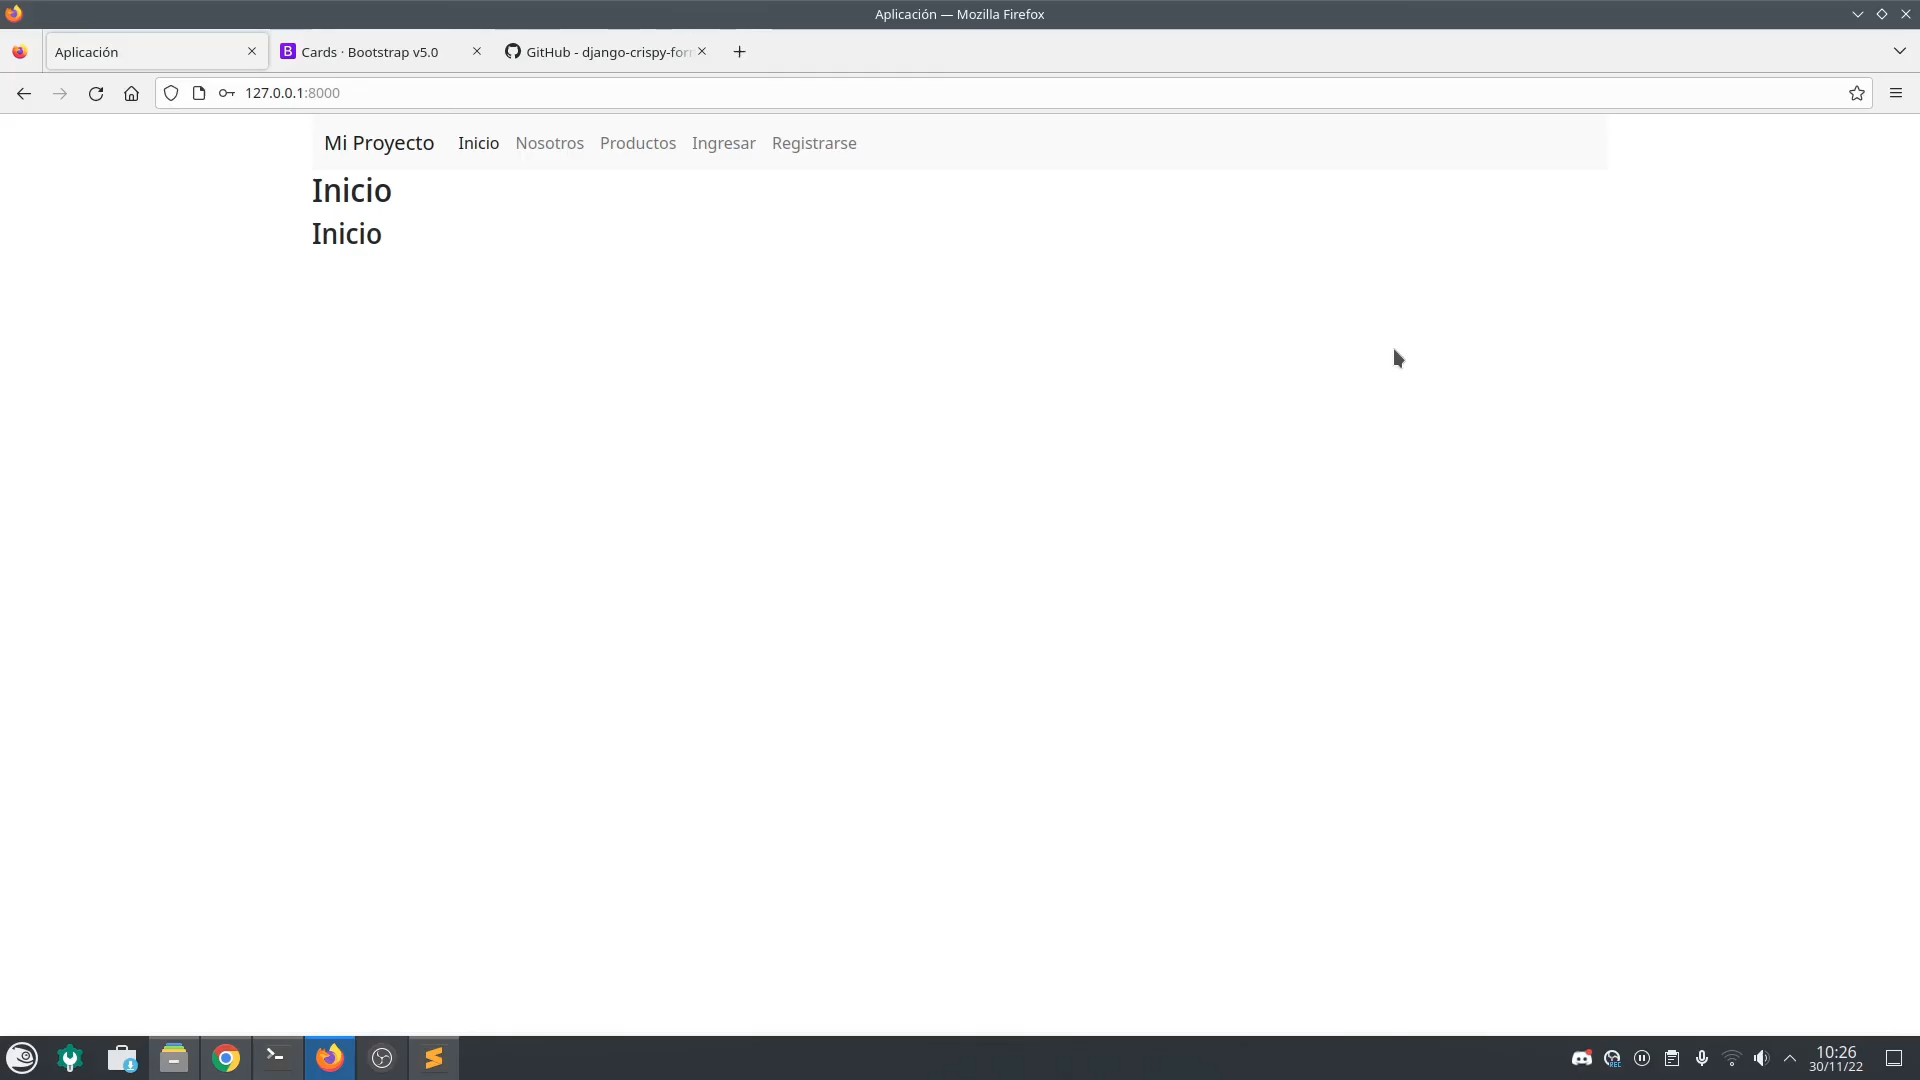 Aplicación — Mozilla Firefox
Aplicación
Cards · Bootstrap v5.0
GitHub - django-crispy-for
127.0.0.1:8000
Mi Proyecto Inicio Nosotros Productos Ingresar Registrarse
Inicio
Inicio
10:26
30/11/22